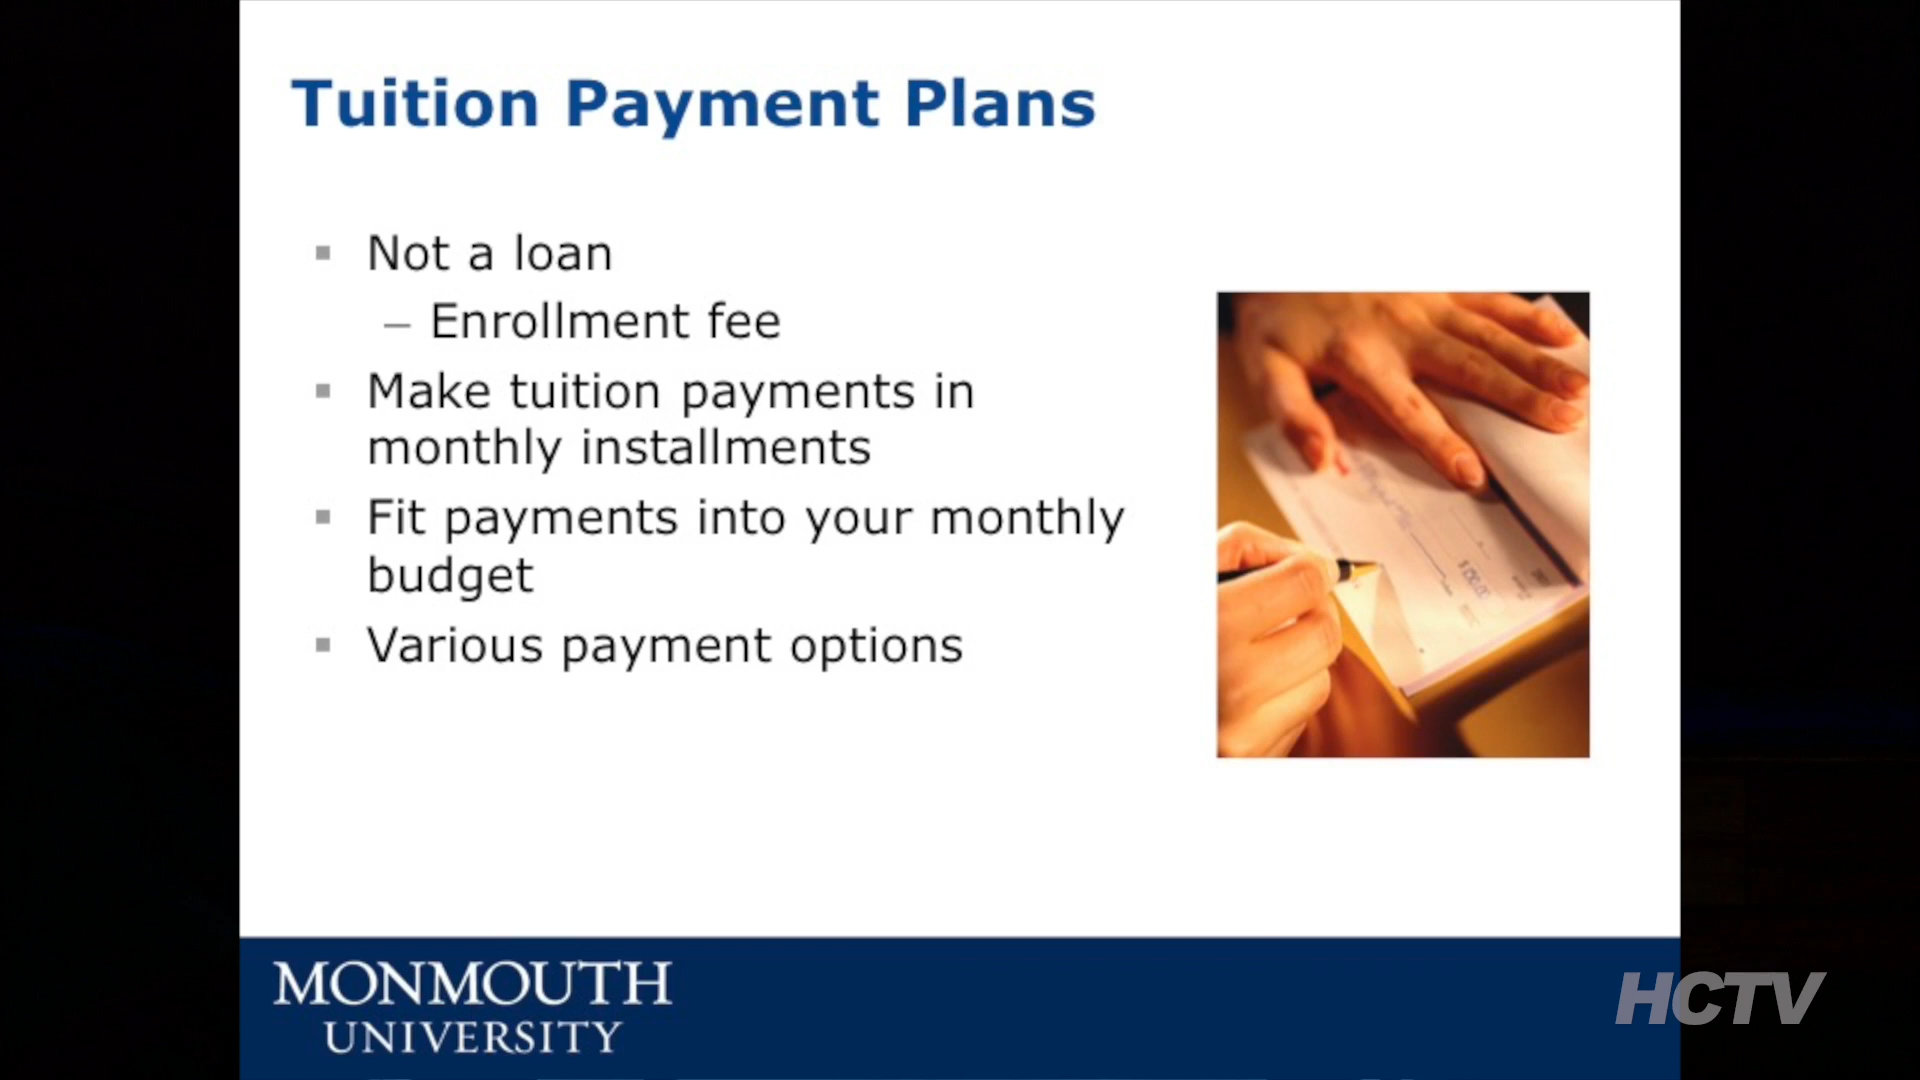 Tuition Payment Plans
▪ Not a loan
– Enrollment fee
▪ Make tuition payments in
monthly installments
▪ Fit payments into your monthly
budget
▪ Various payment options
MONMOUTH
UNIVERSITY
HCTV